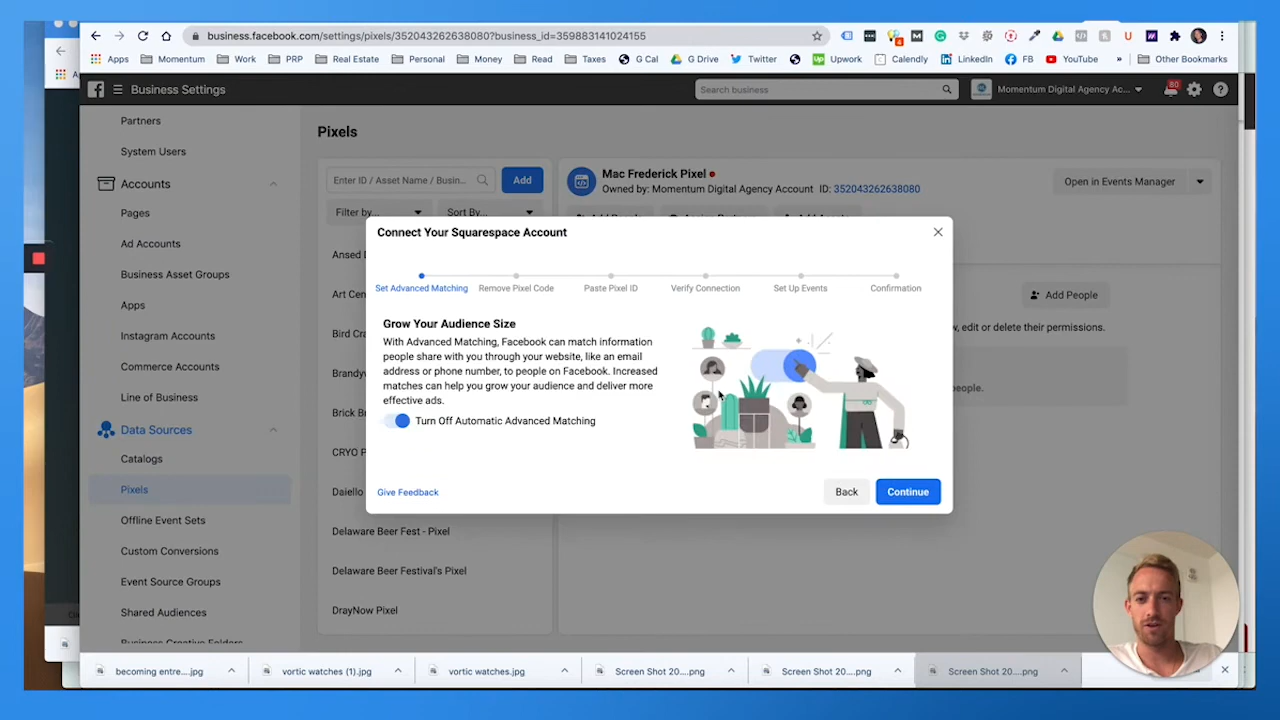 business.facebook.com/settings/pixels/352043262638080?business_id=359883141024155
Apps
Momentum
Work
PRP
Real Estate
Personal
Money
Read
Taxes
G Cal
G Drive
Twitter
Upwork
Calendly
LinkedIn
FB
YouTube
»
Other Bookmarks
Business Settings
Search business
Momentum Digital Agency Ac...
80
Partners
System Users
Accounts
Pages
Ad Accounts
Business Asset Groups
Apps
Instagram Accounts
Commerce Accounts
Line of Business
Data Sources
Catalogs
Pixels
Offline Event Sets
Custom Conversions
Event Source Groups
Shared Audiences
Business Creative Folders
Pixels
Enter ID / Asset Name / Busin...
Add
Filter by...
Sort By...
Ansed D
Art Cen
Bird Cra
Brandyv
Brick Br
CRYO P
Daiello
Delaware Beer Fest - Pixel
Delaware Beer Festival's Pixel
DrayNow Pixel
Mac Frederick Pixel
Owned by: Momentum Digital Agency Account ID: 352043262638080
Open in Events Manager
Add People
v, edit or delete their permissions.
eople.
Connect Your Squarespace Account
Set Advanced Matching
Remove Pixel Code
Paste Pixel ID
Verify Connection
Set Up Events
Confirmation
Grow Your Audience Size
With Advanced Matching, Facebook can match information
people share with you through your website, like an email
address or phone number, to people on Facebook. Increased
matches can help you grow your audience and deliver more
effective ads.
Turn Off Automatic Advanced Matching
Give Feedback
Back
Continue
becoming entre....jpg
vortic watches (1).jpg
vortic watches.jpg
Screen Shot 20....png
Screen Shot 20....png
Screen Shot 20....png